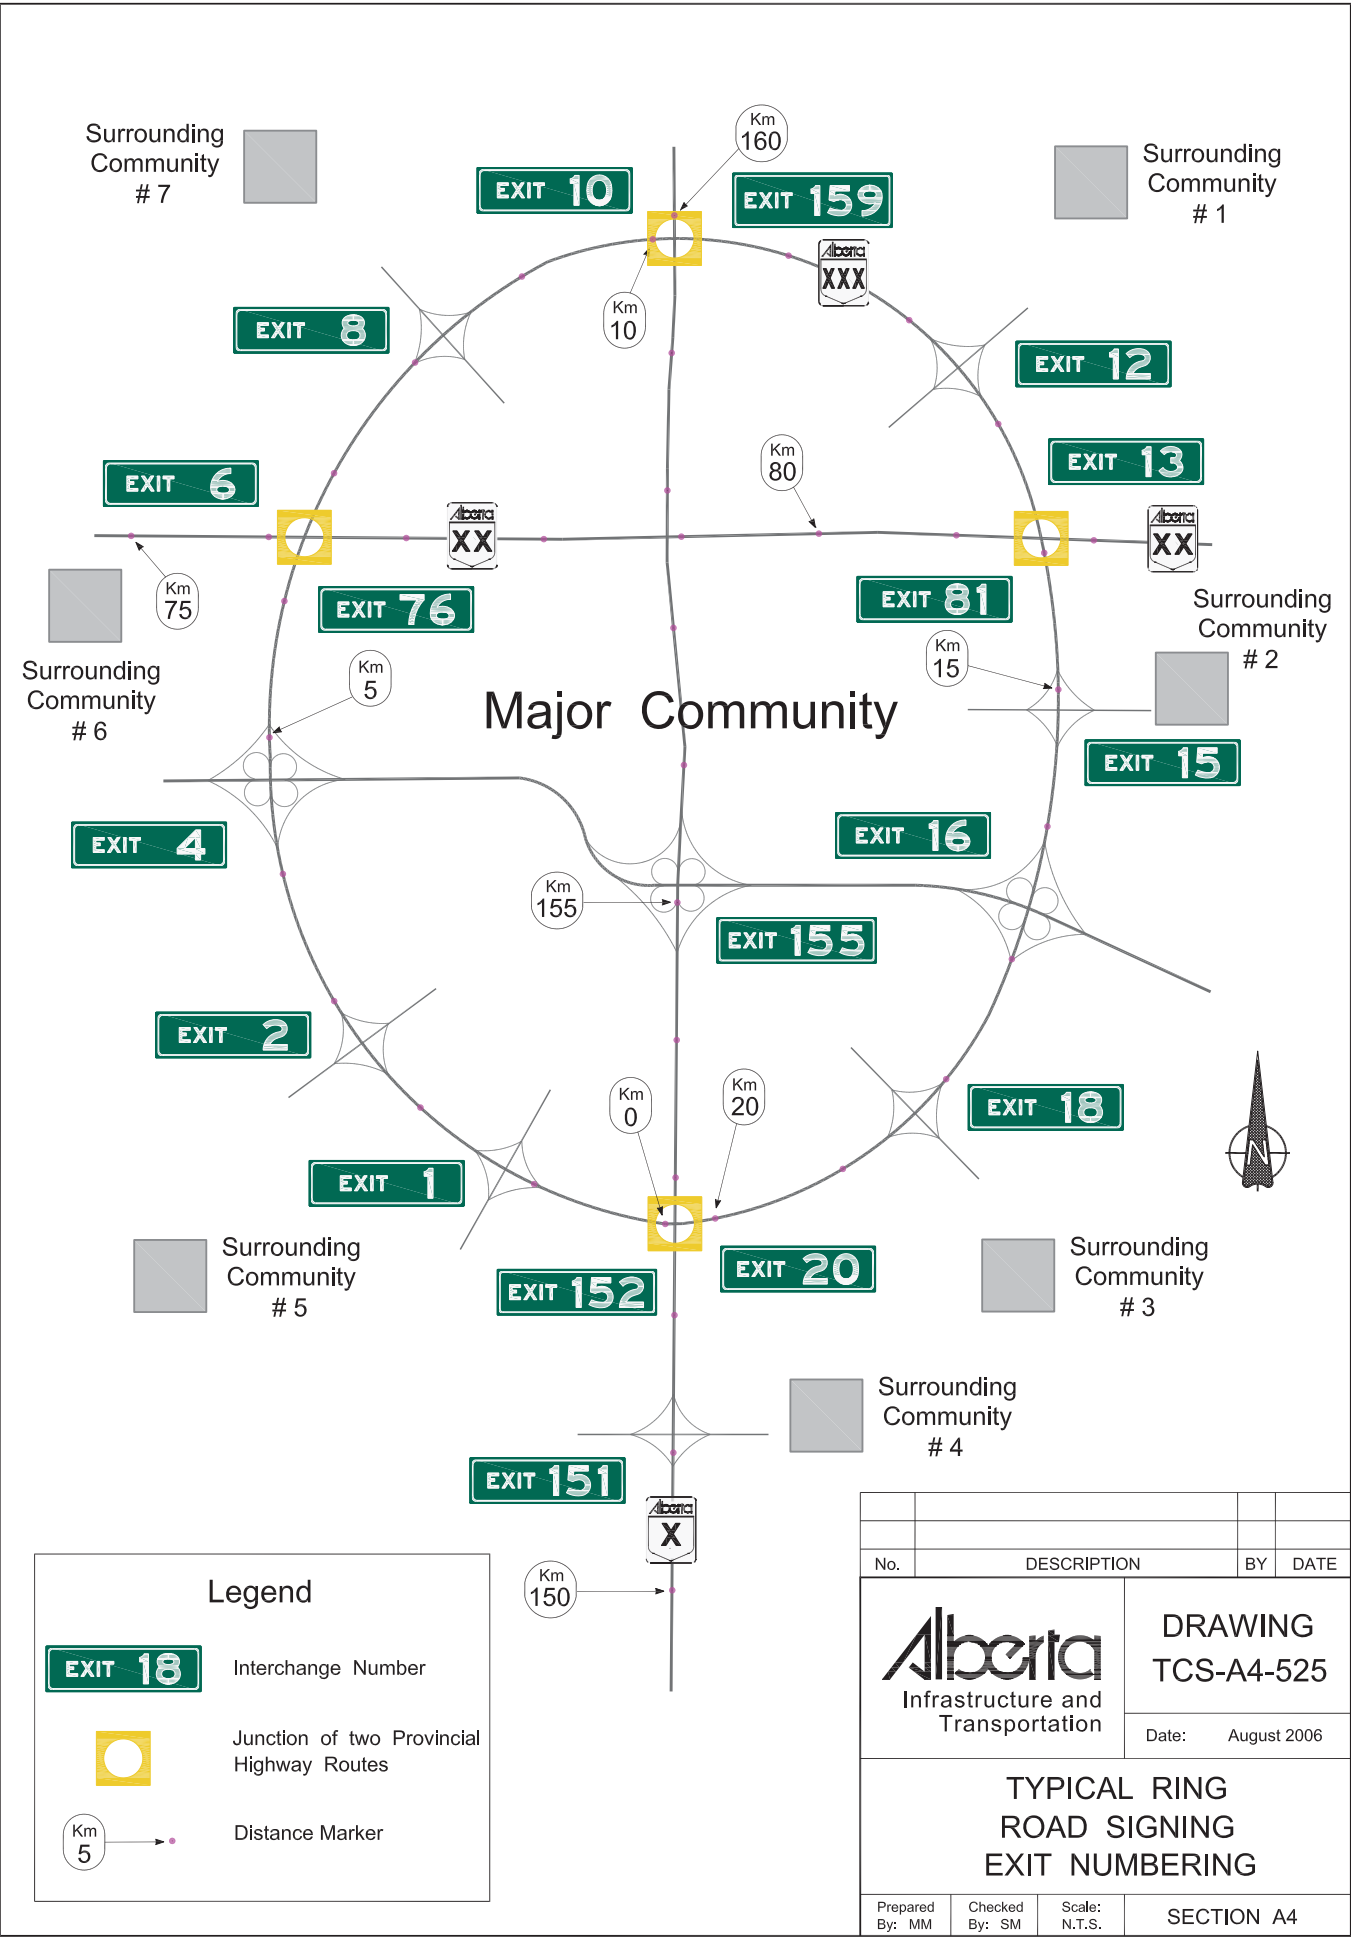 Surrounding
Community
# 7
EXIT 10
Km
160
EXIT 159
Surrounding
Community
# 1
Alberta
XXX
EXIT 8
Km
10
EXIT 12
EXIT 6
Km
80
EXIT 13
Alberta
XX
Alberta
XX
Km
75
EXIT 76
EXIT 81
Surrounding
Community
# 2
Surrounding
Community
# 6
Km
5
Km
15
Major Community
EXIT 15
EXIT 4
EXIT 16
Km
155
EXIT 155
EXIT 2
Km
0
Km
20
EXIT 18
N
EXIT 1
Surrounding
Community
# 5
EXIT 152
EXIT 20
Surrounding
Community
# 3
Surrounding
Community
# 4
EXIT 151
Alberta
X
Km
150
Legend
EXIT 18
Interchange Number
Junction of two Provincial
Highway Routes
Km
5
Distance Marker
No. DESCRIPTION BY DATE
Alberta
Infrastructure and
Transportation
DRAWING
TCS-A4-525
Date: August 2006
TYPICAL RING
ROAD SIGNING
EXIT NUMBERING
Prepared
By: MM
Checked
By: SM
Scale:
N.T.S.
SECTION A4